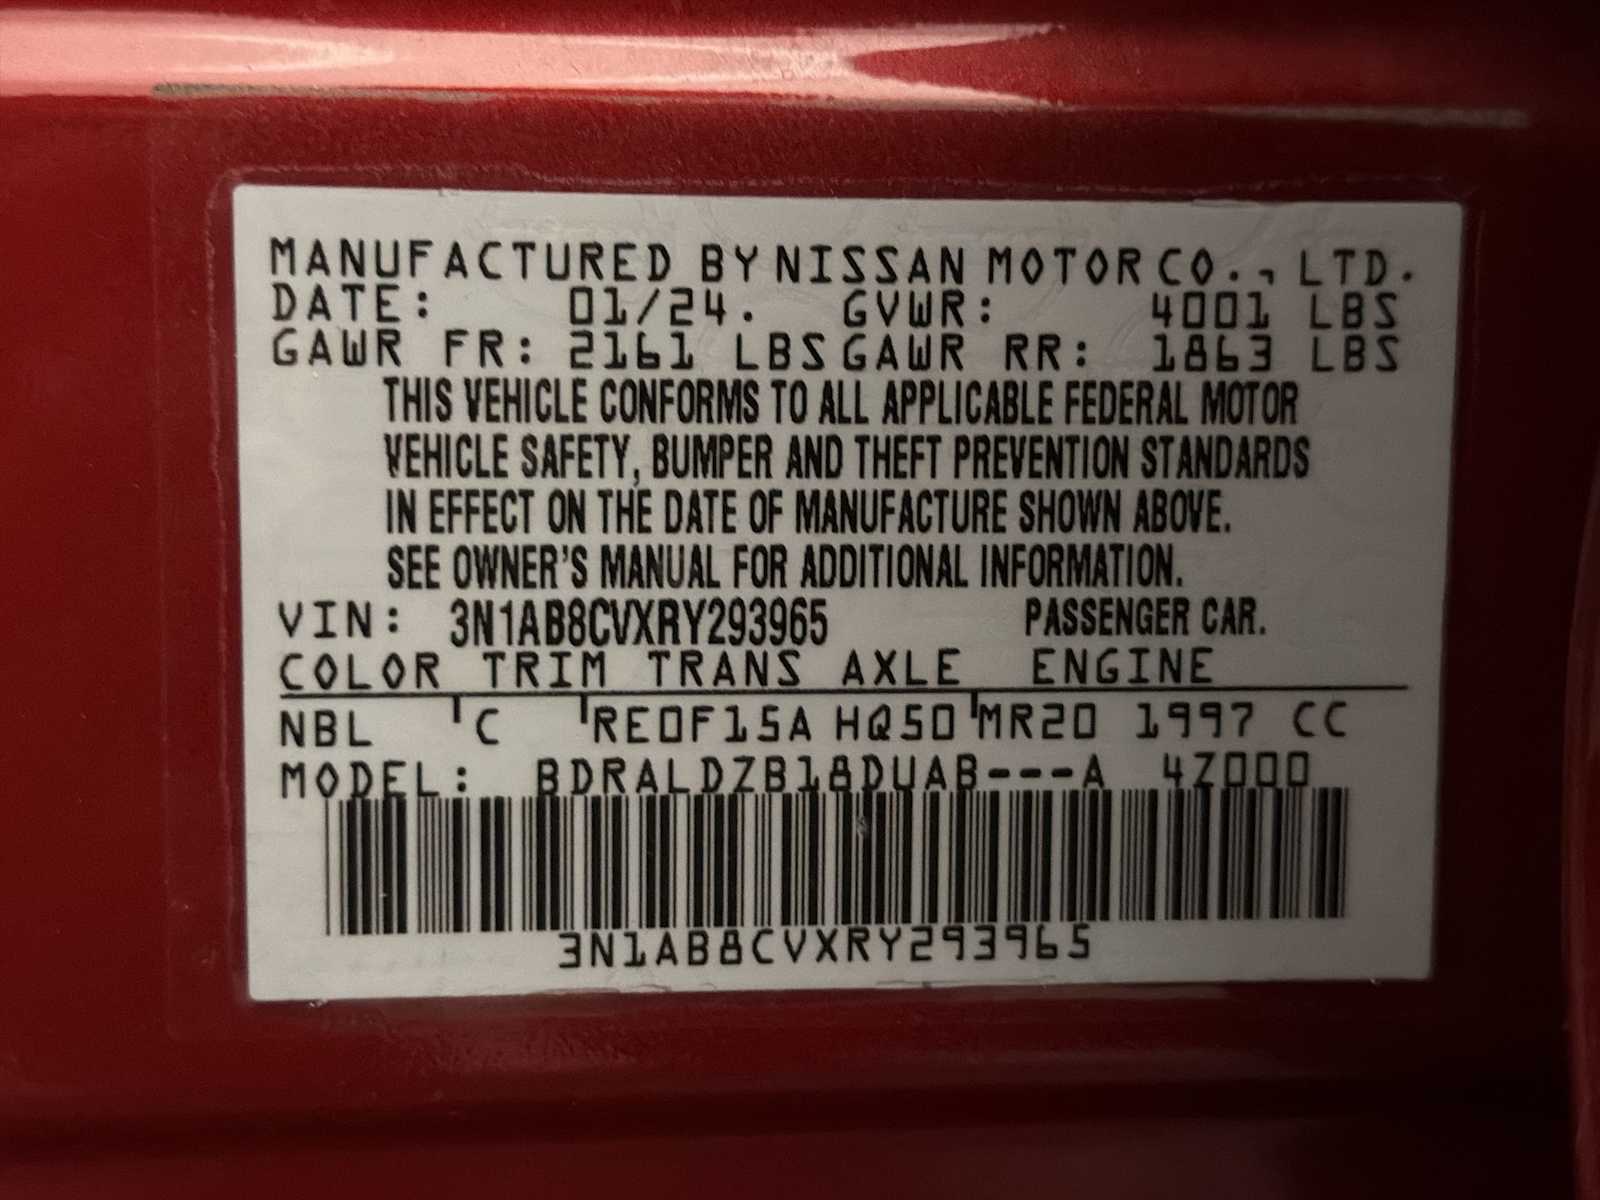 MANUFACTURED BY NISSAN MOTOR CO., LTD.
DATE: 01/24. GVWR: 4001 LBS
GAWR FR: 2161 LBS GAWR RR: 1863 LBS
THIS VEHICLE CONFORMS TO ALL APPLICABLE FEDERAL MOTOR
VEHICLE SAFETY, BUMPER AND THEFT PREVENTION STANDARDS
IN EFFECT ON THE DATE OF MANUFACTURE SHOWN ABOVE.
SEE OWNER'S MANUAL FOR ADDITIONAL INFORMATION.
VIN: 3N1AB8CVXRY293965 PASSENGER CAR.
COLOR TRIM TRANS AXLE ENGINE
NBL C RE0F15A HQ50 MR20 1997 CC
MODEL: BDRALDZB18DUAB---A 4Z000
3N1AB8CVXRY293965